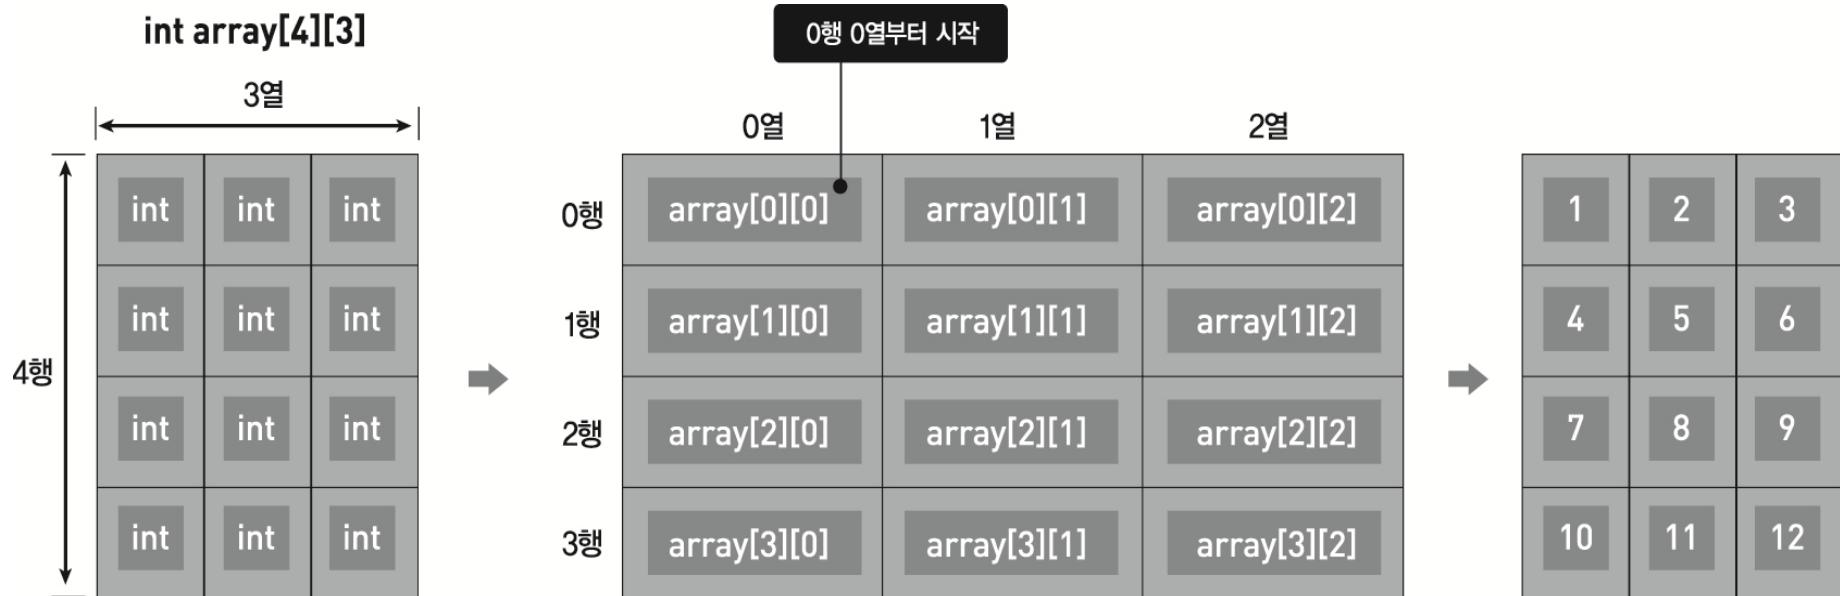 int array[4][3]
3열
4행
int int int
int int int
int int int
int int int
0행 0열부터 시작
0열 1열 2열
0행 array[0][0] array[0][1] array[0][2]
1행 array[1][0] array[1][1] array[1][2]
2행 array[2][0] array[2][1] array[2][2]
3행 array[3][0] array[3][1] array[3][2]
1 2 3
4 5 6
7 8 9
10 11 12